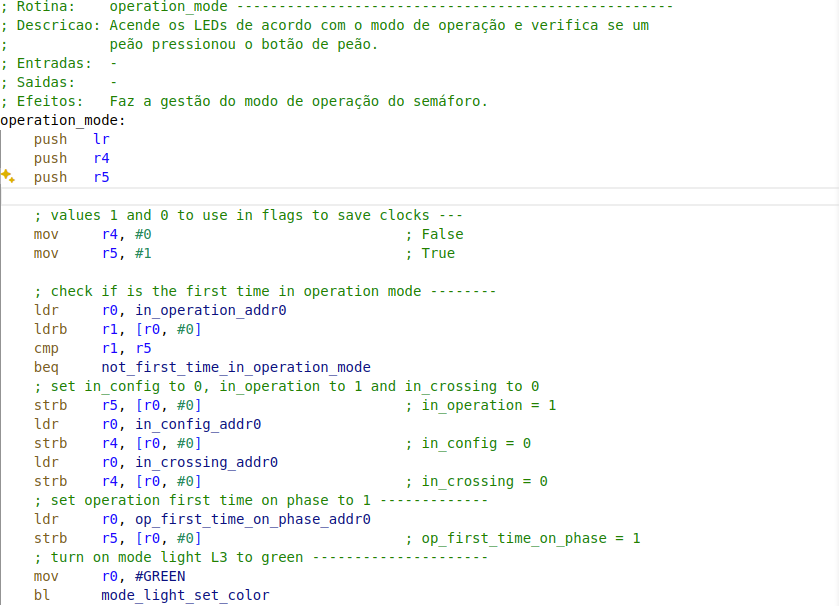 ; Rotina:    operation_mode ----------------------------------------------------
; Descricao: Acende os LEDs de acordo com o modo de operação e verifica se um
;            peão pressionou o botão de peão.
; Entradas:  -
; Saidas:    -
; Efeitos:   Faz a gestão do modo de operação do semáforo.
operation_mode:
    push   lr
    push   r4
    push   r5
    ; values 1 and 0 to use in flags to save clocks ---
    mov     r4, #0                              ; False
    mov     r5, #1                              ; True
    ; check if is the first time in operation mode --------
    ldr     r0, in_operation_addr0
    ldrb    r1, [r0, #0]
    cmp     r1, r5
    beq     not_first_time_in_operation_mode
    ; set in_config to 0, in_operation to 1 and in_crossing to 0
    strb    r5, [r0, #0]                        ; in_operation = 1
    ldr     r0, in_config_addr0
    strb    r4, [r0, #0]                        ; in_config = 0
    ldr     r0, in_crossing_addr0
    strb    r4, [r0, #0]                        ; in_crossing = 0
    ; set operation first time on phase to 1 -------------
    ldr     r0, op_first_time_on_phase_addr0
    strb    r5, [r0, #0]                        ; op_first_time_on_phase = 1
    ; turn on mode light L3 to green ---------------------
    mov     r0, #GREEN
    bl      mode_light_set_color